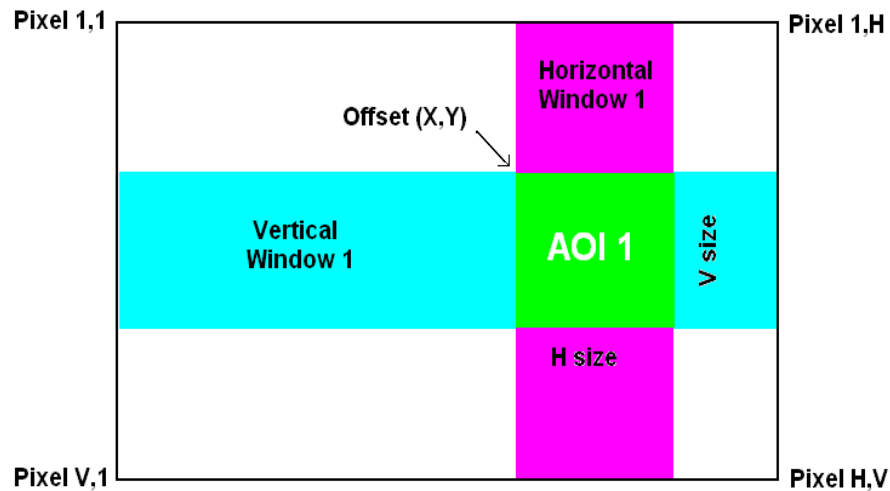 Pixel 1,1
Pixel 1,H
Horizontal
Window 1
Offset (X,Y)
Vertical
Window 1
AOI 1
V size
H size
Pixel V,1
Pixel H,V